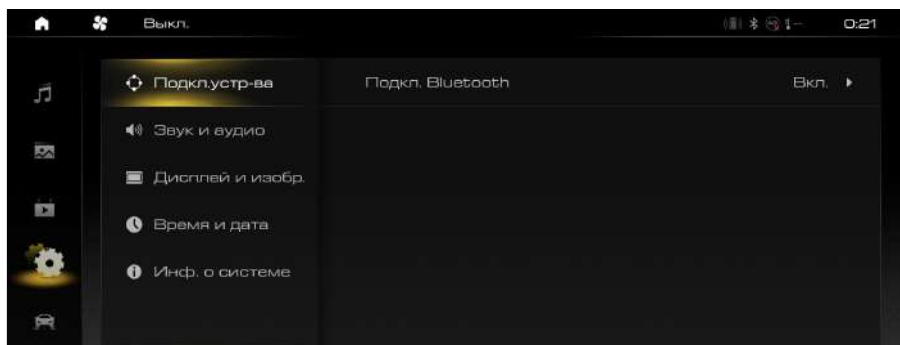 Выкл.
0:21
Подкл.устр-ва
Подкл. Bluetooth
Вкл.
Звук и аудио
Дисплей и изобр.
Время и дата
Инф. о системе